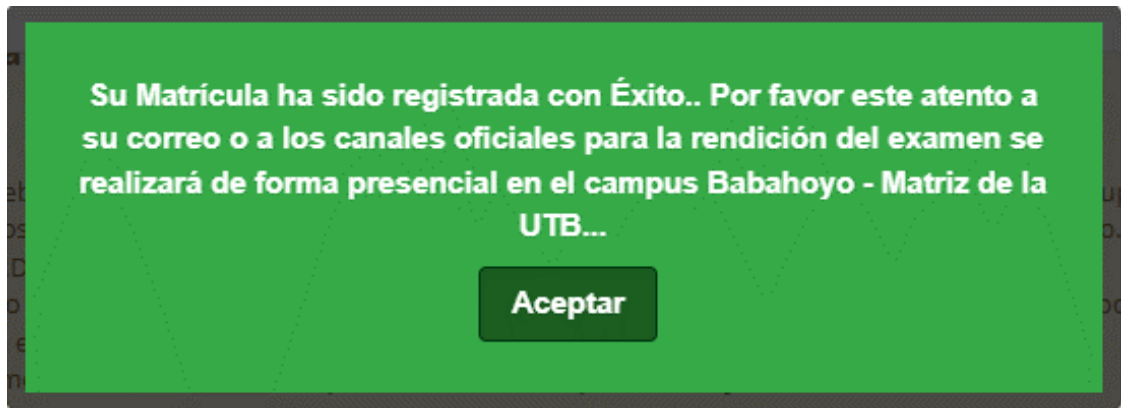 Su Matrícula ha sido registrada con Éxito.. Por favor este atento a
su correo o a los canales oficiales para la rendición del examen se
realizará de forma presencial en el campus Babahoyo - Matriz de la
UTB...
Aceptar